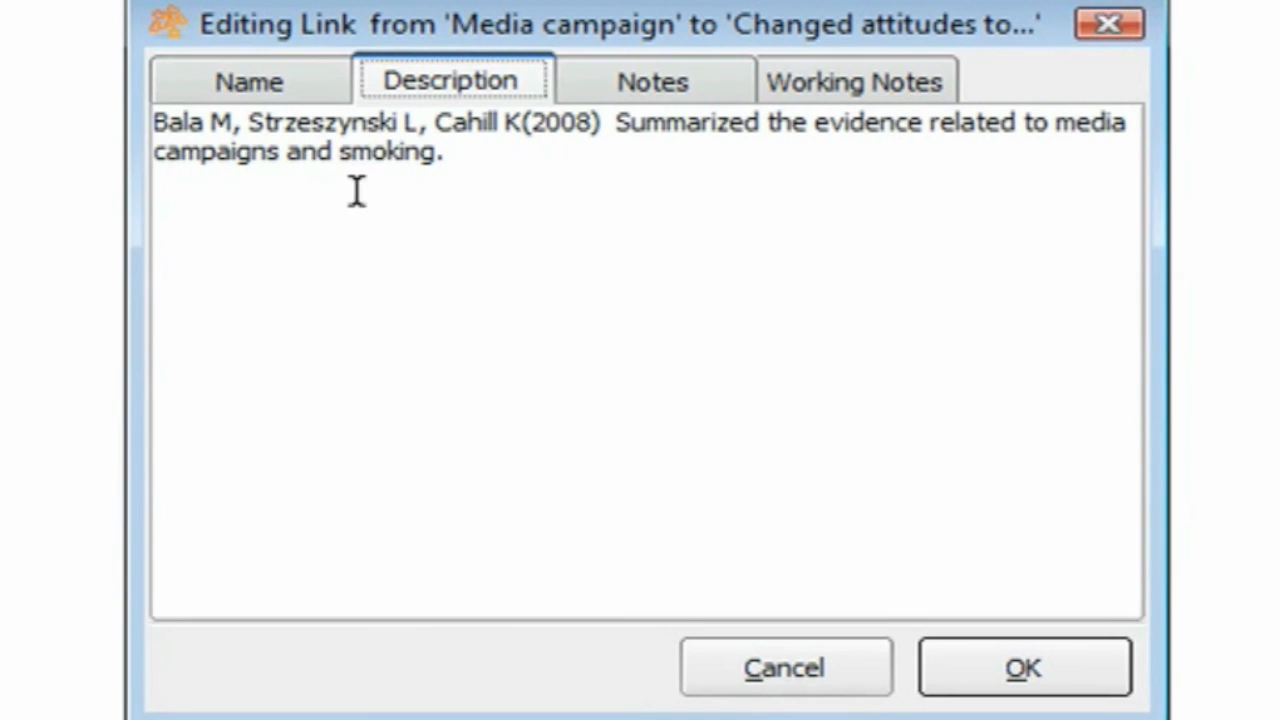 Editing Link from 'Media campaign' to 'Changed attitudes to...'
Name Description Notes Working Notes
Bala M, Strzeszynski L, Cahill K(2008) Summarized the evidence related to media
campaigns and smoking.
Cancel OK